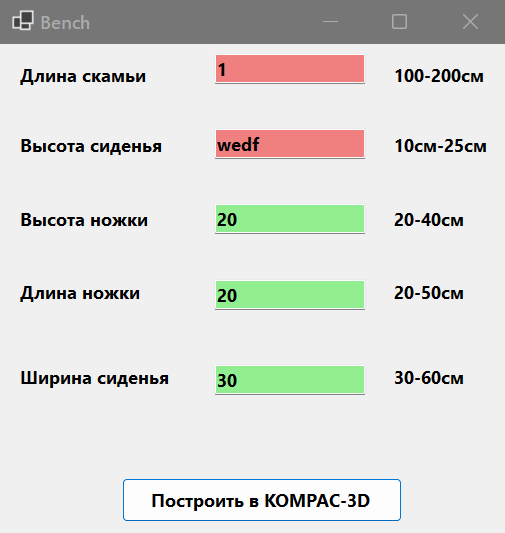 Bench
Длина скамьи 1 100-200см
Высота сиденья wedf 10см-25см
Высота ножки 20 20-40см
Длина ножки 20 20-50см
Ширина сиденья 30 30-60см
Построить в КОМPAC-3D